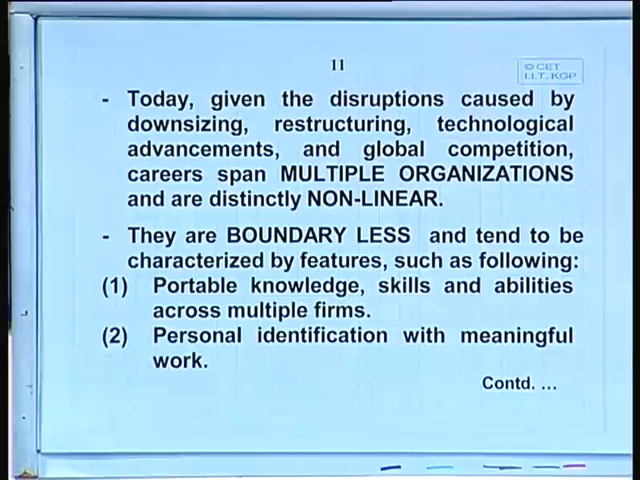 11
© CET
I.I.T. KGP
- Today, given the disruptions caused by
downsizing, restructuring, technological
advancements, and global competition,
careers span MULTIPLE ORGANIZATIONS
and are distinctly NON-LINEAR.
- They are BOUNDARY LESS and tend to be
characterized by features, such as following:
(1) Portable knowledge, skills and abilities
across multiple firms.
(2) Personal identification with meaningful
work.
Contd. ...